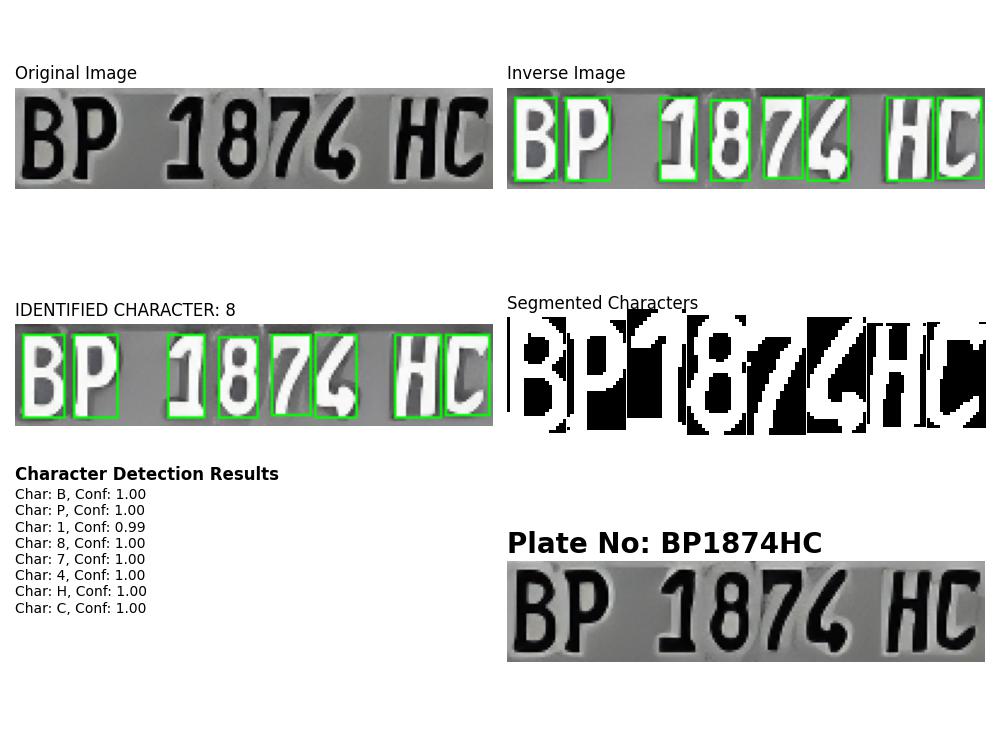 Original Image
BP 1874 HC
Inverse Image
BP 1874 HC
IDENTIFIED CHARACTER: 8
BP 1874 HC
Segmented Characters
BP1874HC
Character Detection Results
Char: B, Conf: 1.00
Char: P, Conf: 1.00
Char: 1, Conf: 0.99
Char: 8, Conf: 1.00
Char: 7, Conf: 1.00
Char: 4, Conf: 1.00
Char: H, Conf: 1.00
Char: C, Conf: 1.00
Plate No: BP1874HC
BP 1874 HC